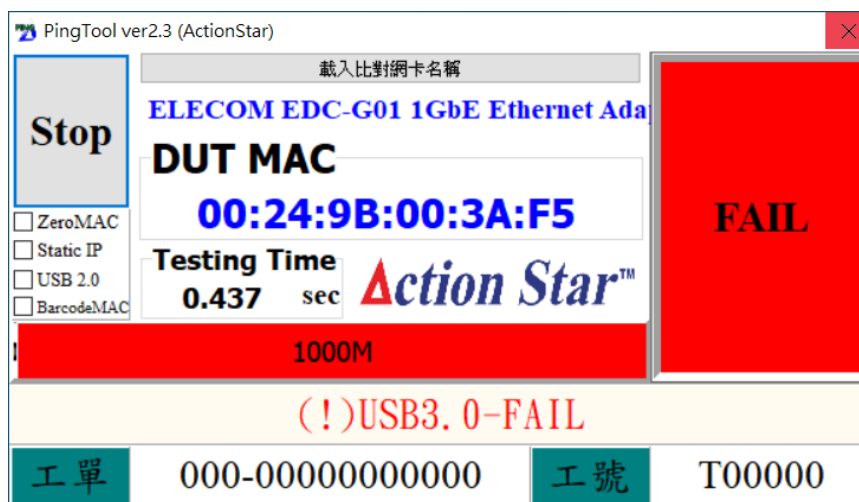 PingTool ver2.3 (ActionStar)
Stop
載入比對網卡名稱
ELECOM EDC-G01 1GbE Ethernet
DUT MAC
00:24:9B:00:3A:F5
FAIL
ZeroMAC
Static IP
USB 2.0
BarcodeMAC
Testing Time
0.437 sec
Action Star™
1000M
(!)USB3.0-FAIL
工單 000-00000000000 工號 T00000